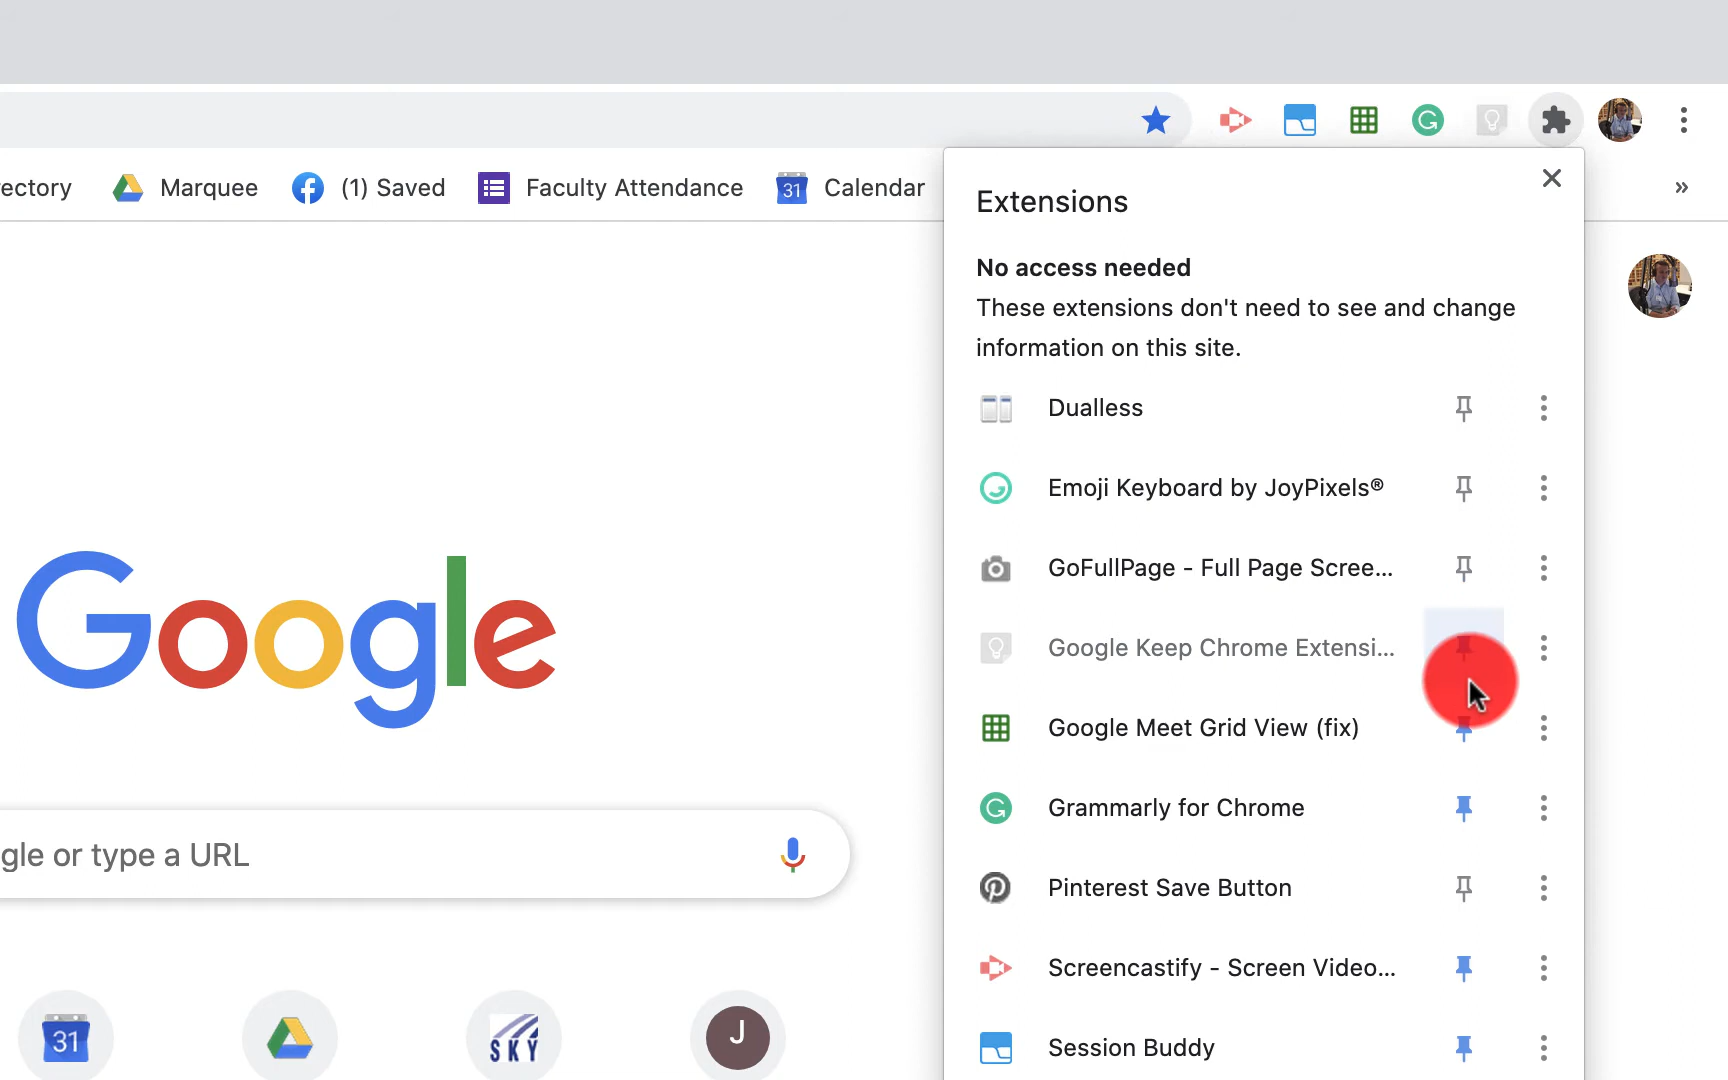 ectory
Marquee
(1) Saved
Faculty Attendance
31
Calendar
»
Extensions
No access needed
These extensions don't need to see and change
information on this site.
Dualless
Emoji Keyboard by JoyPixels®
GoFullPage - Full Page Scree...
Google Keep Chrome Extensi...
Google Meet Grid View (fix)
Grammarly for Chrome
Pinterest Save Button
Screencastify - Screen Video...
Session Buddy
Google
gle or type a URL
31
SKY
J